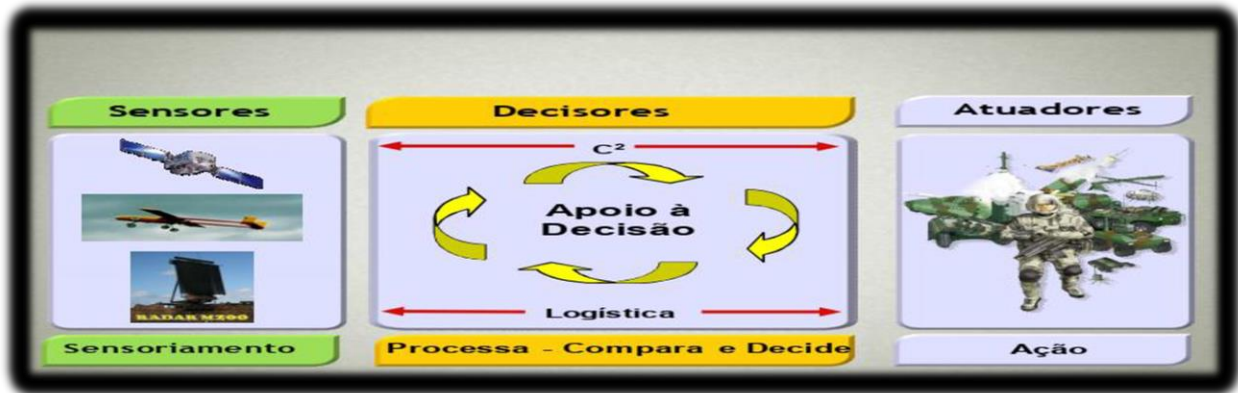 Sensores
Decisores
Atuadores
C²
Apoio à
Decisão
Logística
RADAR M200
Sensoriamento
Processa - Compara e Decide
Ação